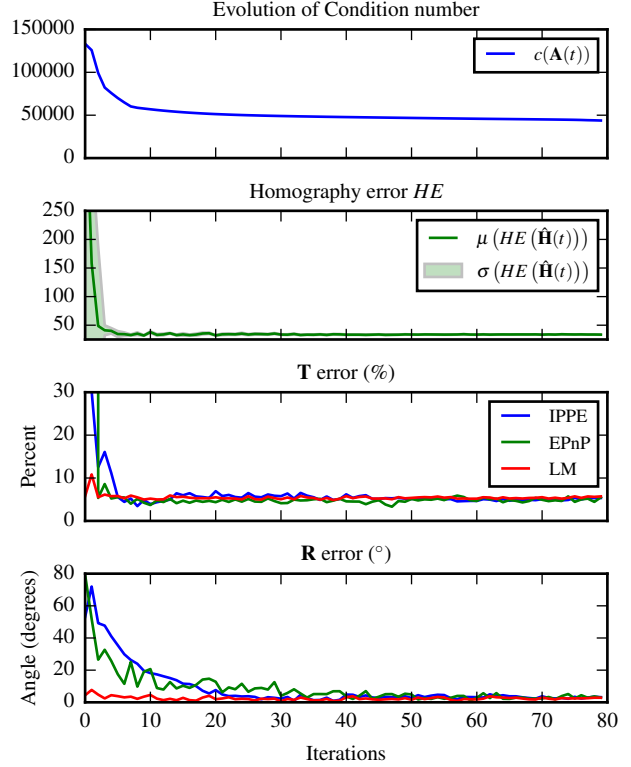 Evolution of Condition number
150000
100000
50000
0
c(A(t))
Homography error HE
250
200
150
100
50
μ (HE (Ĥ(t)))
σ (HE (Ĥ(t)))
T error (%)
30
20
10
0
Percent
IPPE
EPnP
LM
R error (°)
80
60
40
20
0
Angle (degrees)
0 10 20 30 40 50 60 70 80
Iterations